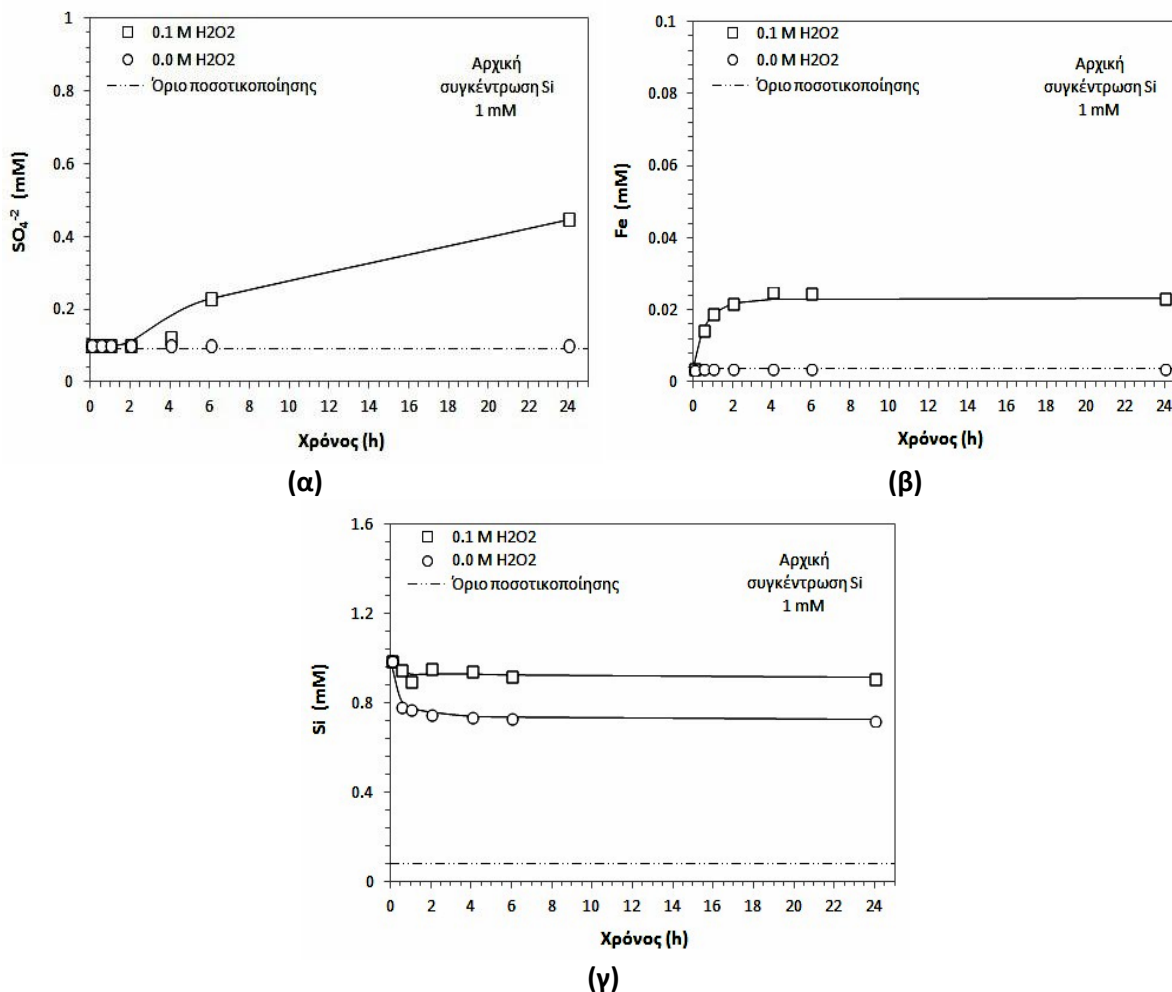 1
0.8
0.6
0.4
0.2
0
SO₄⁻² (mM)
0.1 M H2O2
0.0 M H2O2
Όριο ποσοτικοποίησης
Αρχική
συγκέντρωση Si
1 mM
0 2 4 6 8 10 12 14 16 18 20 22 24
Χρόνος (h)
(α)
0.1
0.08
0.06
0.04
0.02
0
Fe (mM)
0.1 M H2O2
0.0 M H2O2
Όριο ποσοτικοποίησης
Αρχική
συγκέντρωση Si
1 mM
0 2 4 6 8 10 12 14 16 18 20 22 24
Χρόνος (h)
(β)
1.6
1.2
0.8
0.4
0
Si (mM)
0.1 M H2O2
0.0 M H2O2
Όριο ποσοτικοποίησης
Αρχική
συγκέντρωση Si
1 mM
0 2 4 6 8 10 12 14 16 18 20 22 24
Χρόνος (h)
(γ)